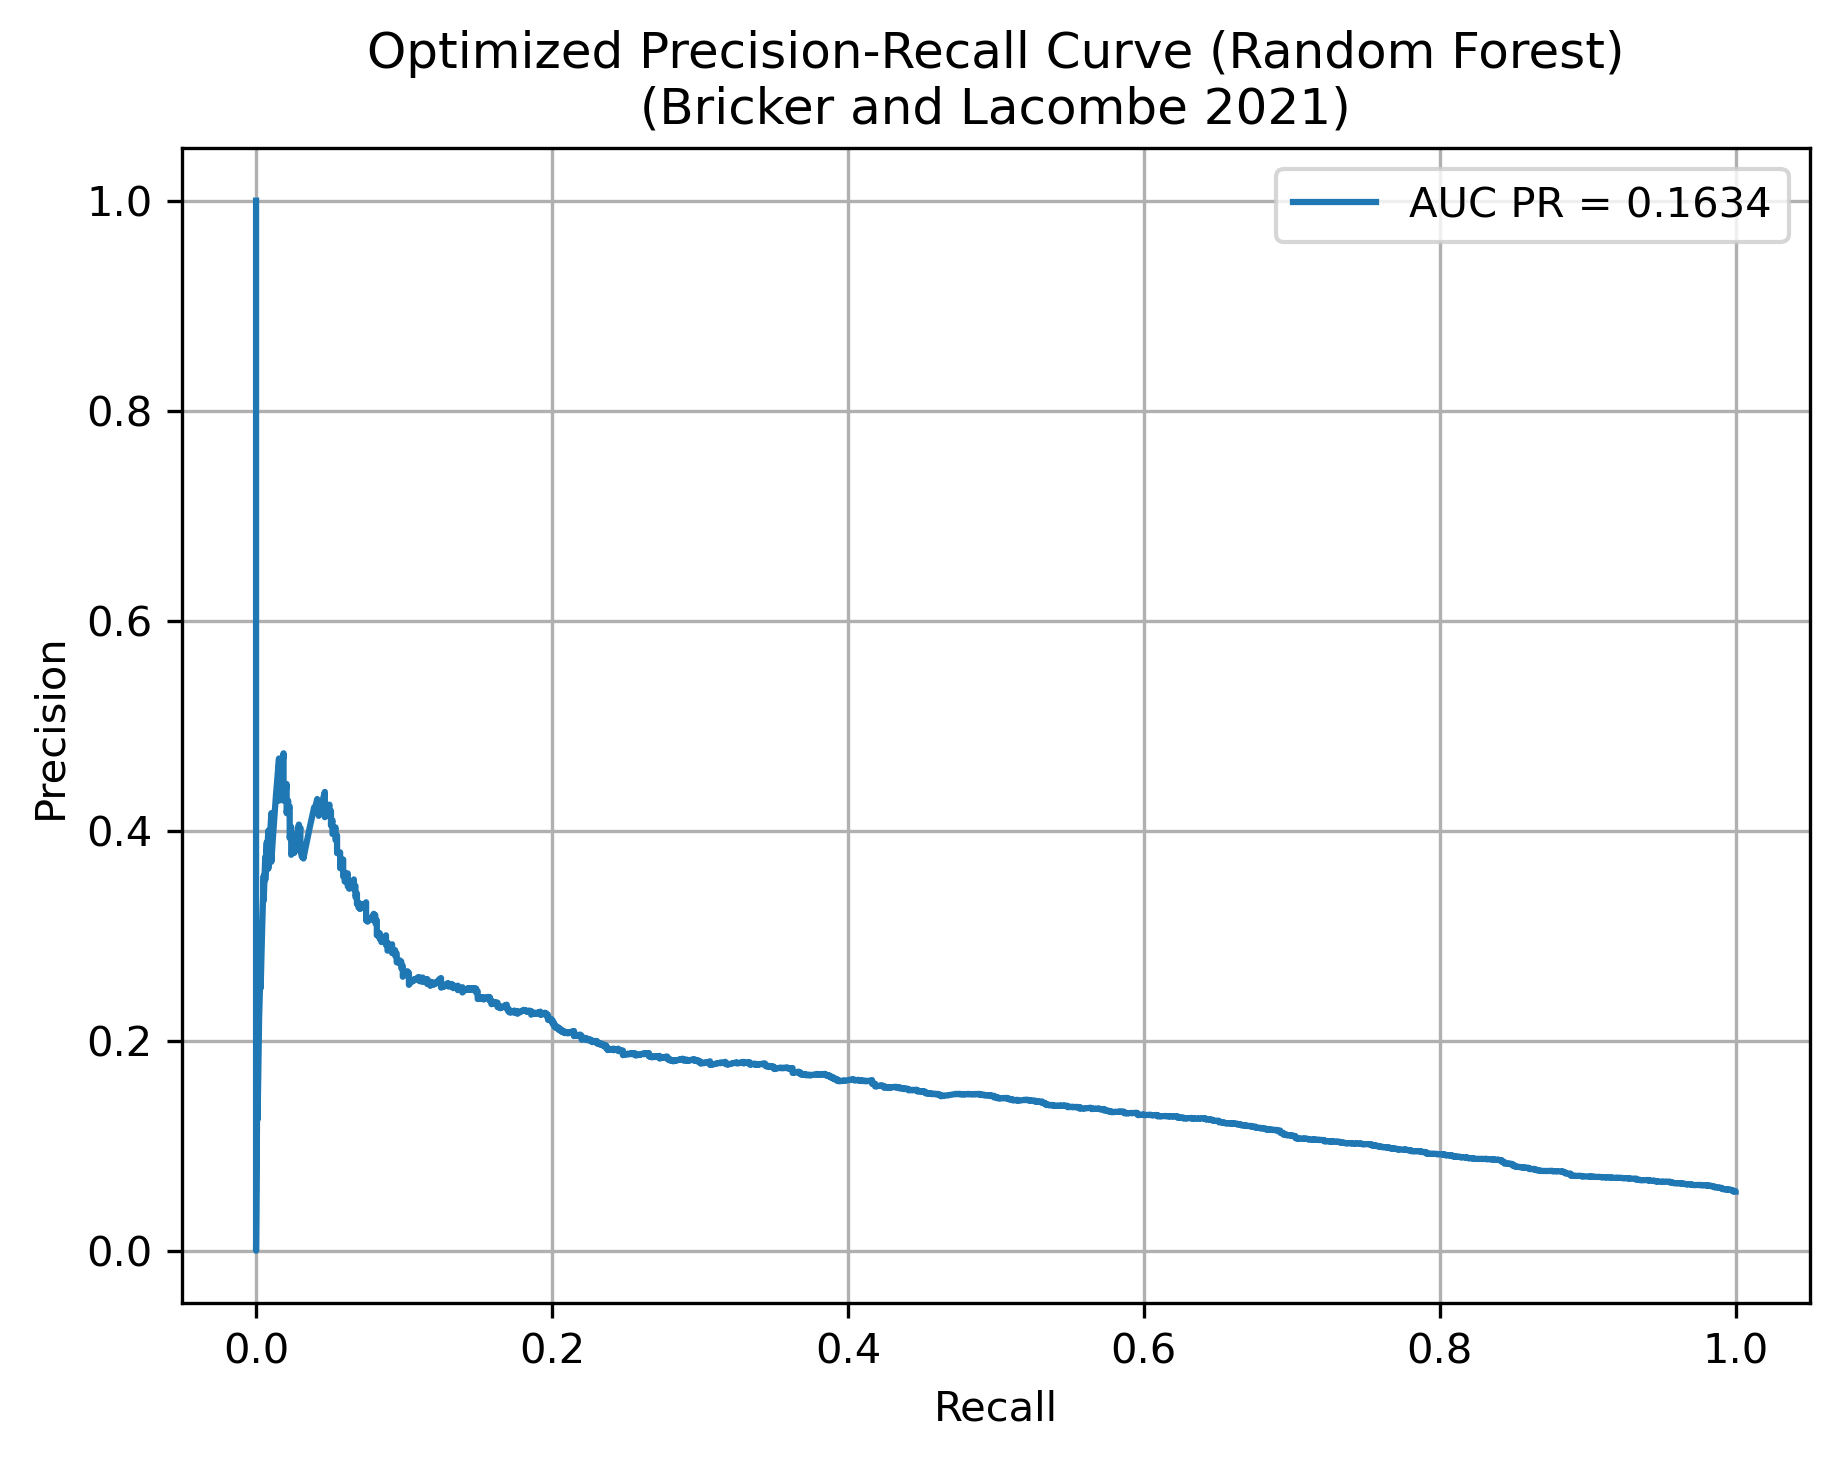 Optimized Precision-Recall Curve (Random Forest)
(Bricker and Lacombe 2021)
AUC PR = 0.1634
1.0
0.8
0.6
0.4
0.2
0.0
Precision
0.0 0.2 0.4 0.6 0.8 1.0
Recall